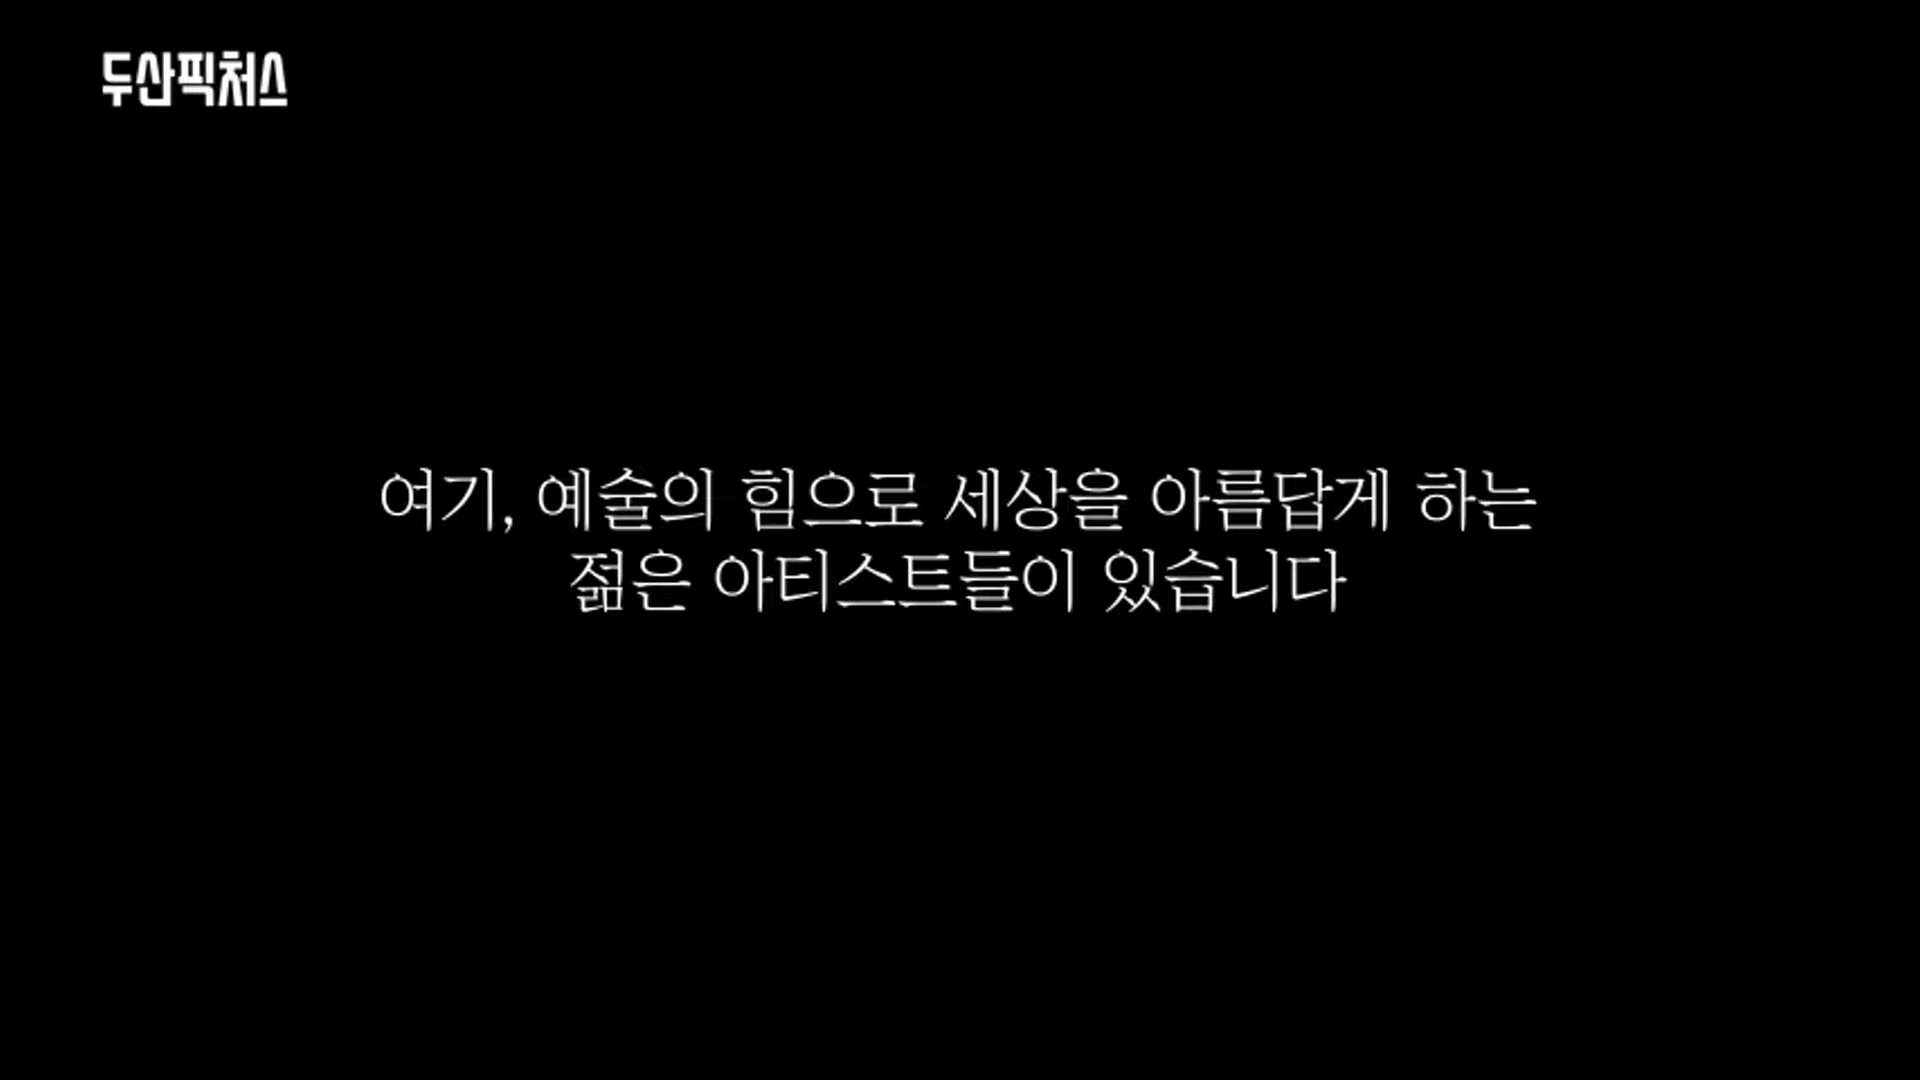 두산픽처스
여기, 예술의 힘으로 세상을 아름답게 하는
젊은 아티스트들이 있습니다